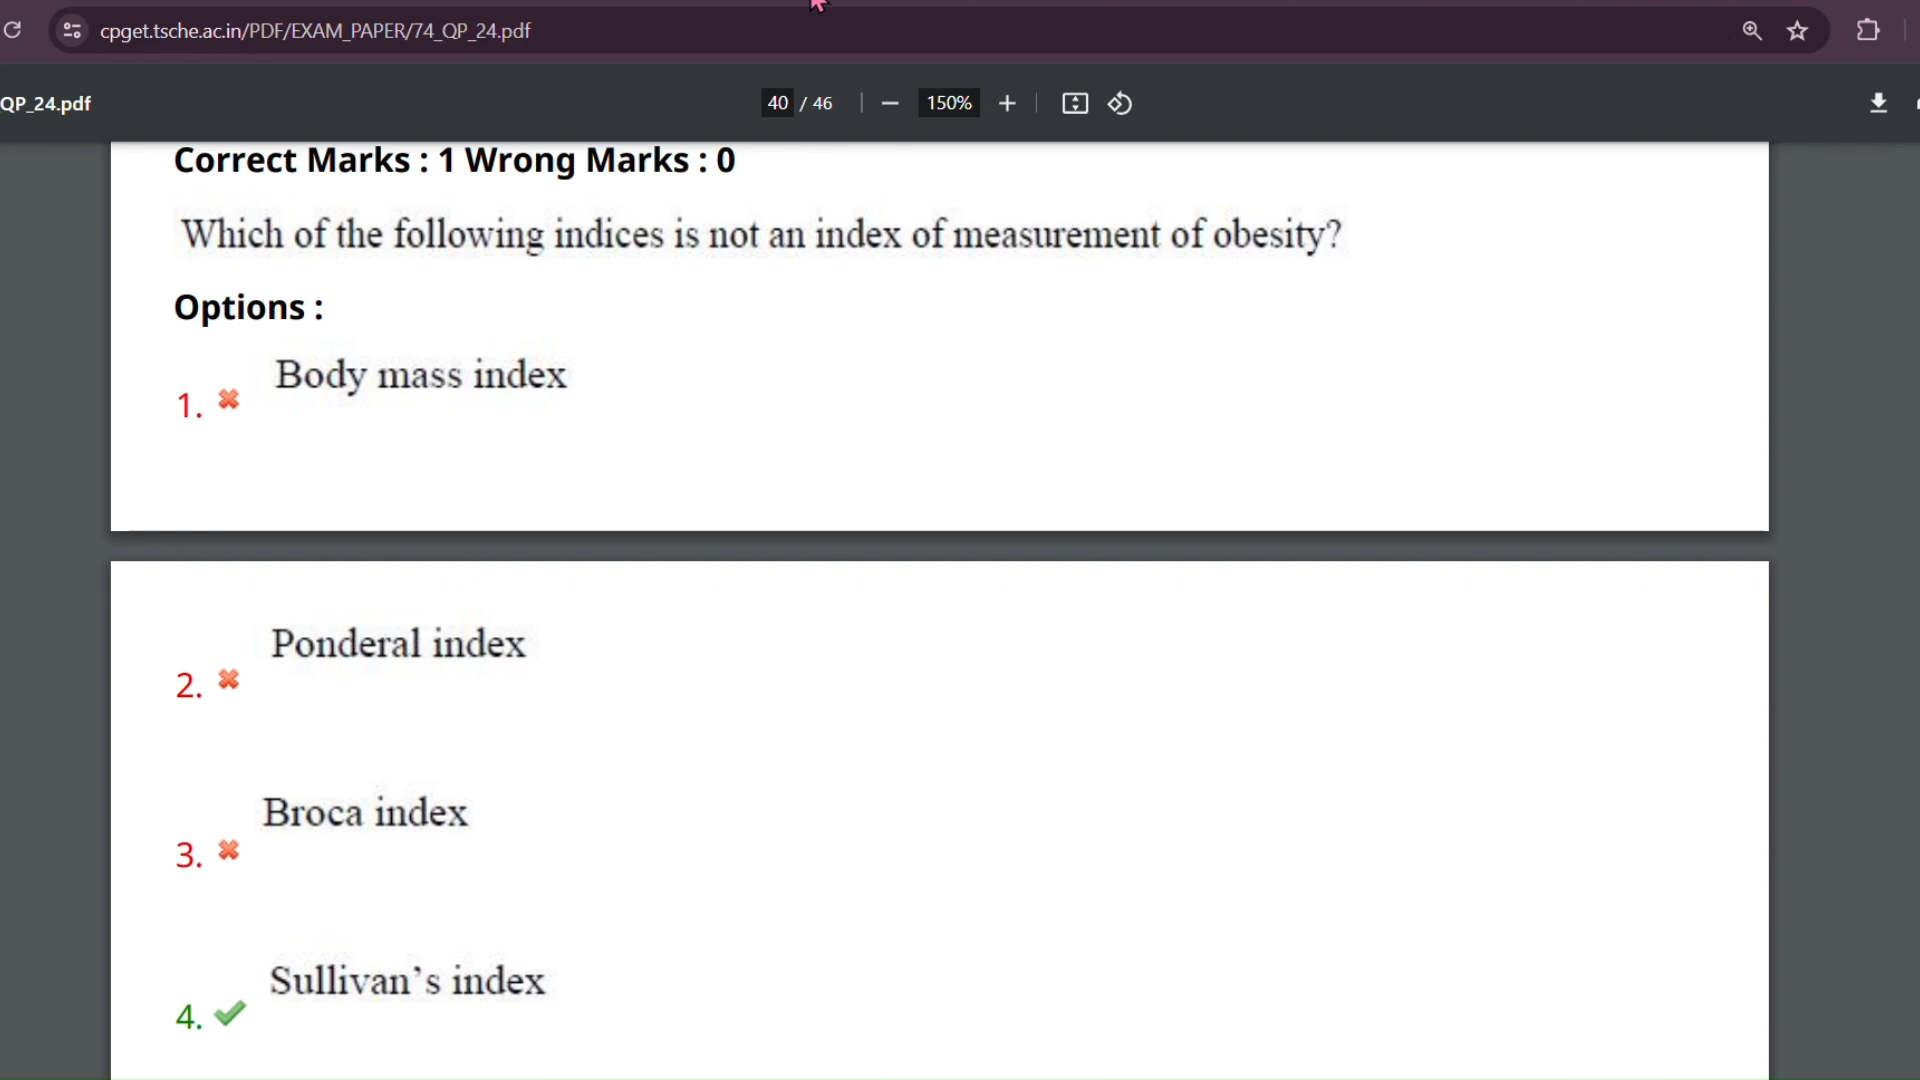 cpget.tsche.ac.in/PDF/EXAM_PAPER/74_QP_24.pdf
QP_24.pdf
40 / 46
150%
Correct Marks : 1 Wrong Marks : 0
Which of the following indices is not an index of measurement of obesity?
Options :
Body mass index
1.
Ponderal index
2.
Broca index
3.
Sullivan’s index
4.